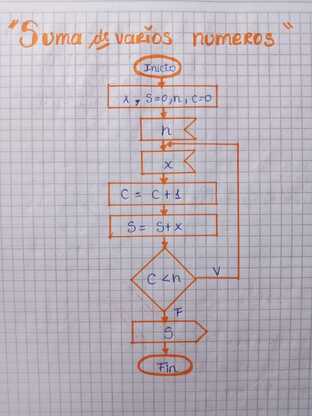 "Suma de varios numeros"
Inicio
x, S=0, n, C=0
n
x
C = C+1
S = S+x
C<n
V
F
S
Fin